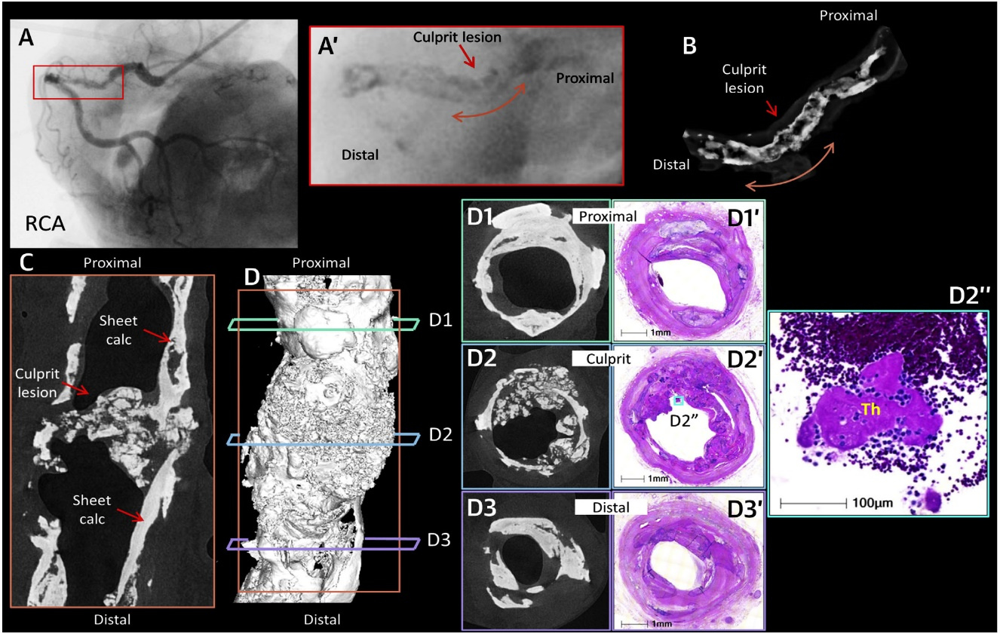 A
RCA
A′
Culprit lesion
Proximal
Distal
B
Proximal
Culprit
lesion
Distal
C
Proximal
Sheet
calc
Culprit
lesion
Sheet
calc
Distal
D
Proximal
D1
D2
D3
Distal
D1
Proximal
D1′
1mm
D2
Culprit
D2′
D2″
1mm
D3
Distal
D3′
1mm
D2″
Th
100μm